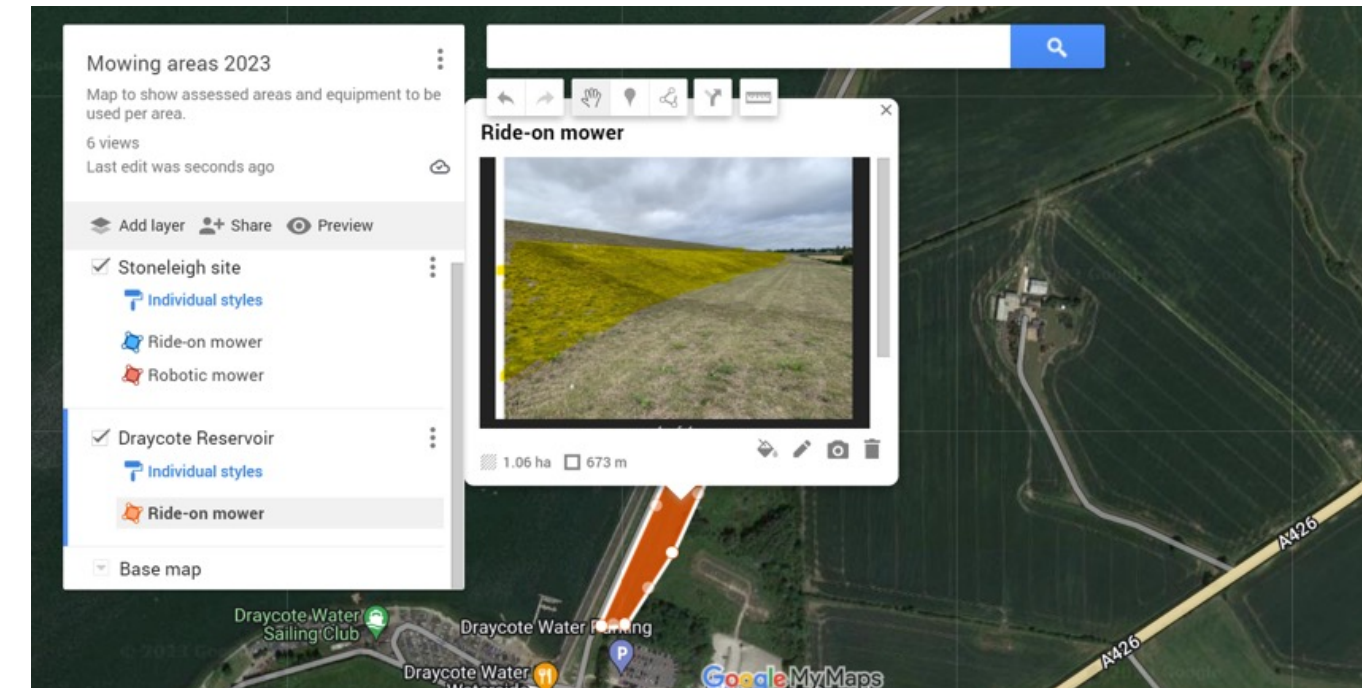 Mowing areas 2023
Map to show assessed areas and equipment to be
used per area.
6 views
Last edit was seconds ago
Add layer
Share
Preview
Stoneleigh site
Individual styles
Ride-on mower
Robotic mower
Draycote Reservoir
Individual styles
Ride-on mower
Base map
Ride-on mower
1.06 ha
673 m
A426
A426
Draycote Water
Sailing Club
Draycote Water Parking
P
Draycote Water
Google My Maps